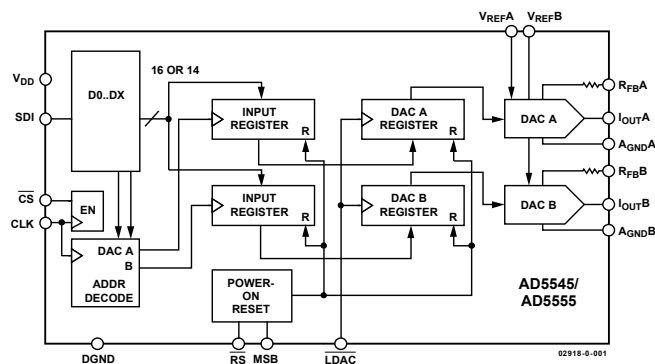 VREFA VREFB
VDD
SDI
D0..DX
16 OR 14
INPUT
REGISTER
R
DAC A
REGISTER
R
DAC A
RFBA
IOUTA
AGNDA
CS
CLK
EN
INPUT
REGISTER
R
DAC B
REGISTER
R
DAC B
RFBB
IOUTB
AGNDB
DAC A
B
ADDR
DECODE
POWER-
ON
RESET
AD5545/
AD5555
DGND
RS
MSB
LDAC
02918-0-001